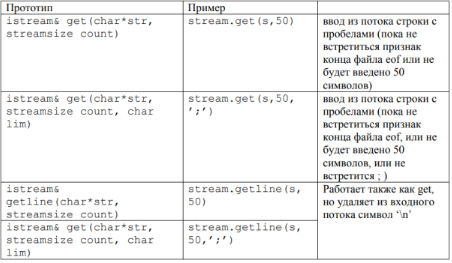 Прототип
Пример
istream& get(char*str,
streamsize count)
stream.get(s,50)
ввод из потока строки с
пробелами (пока не
встретиться признак
конца файла eof или не
будет введено 50
символов)
istream& get(char*str,
streamsize count, char
lim)
stream.get(s,50,
';')
ввод из потока строки с
пробелами (пока не
встретиться признак
конца файла eof, или не
будет введено 50
символов, или не
встретится ; )
istream&
getline(char*str,
streamsize count)
stream.getline(s,
50)
Работает также как get,
но удаляет из входного
потока символ ‘\n’
istream& get(char*str,
streamsize count, char
lim)
stream.getline(s,
50,';')